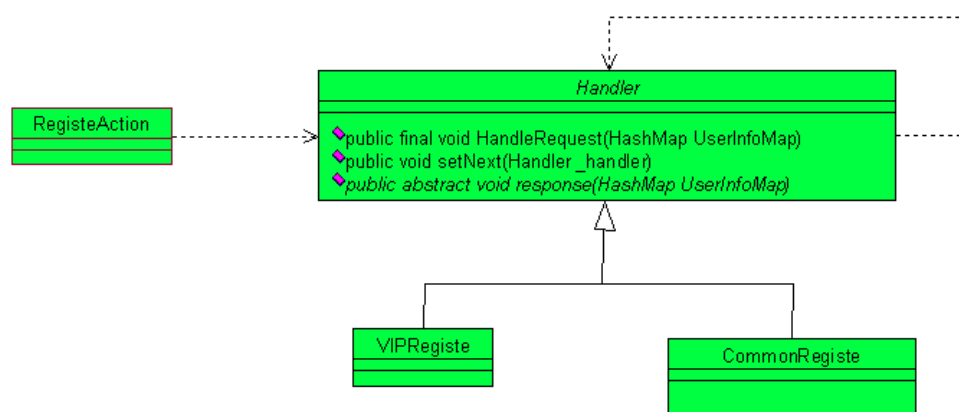 Handler
RegisteAction
public final void HandleRequest(HashMap UserInfoMap)
public void setNext(Handler _handler)
public abstract void response(HashMap UserInfoMap)
VIPRegiste
CommonRegiste